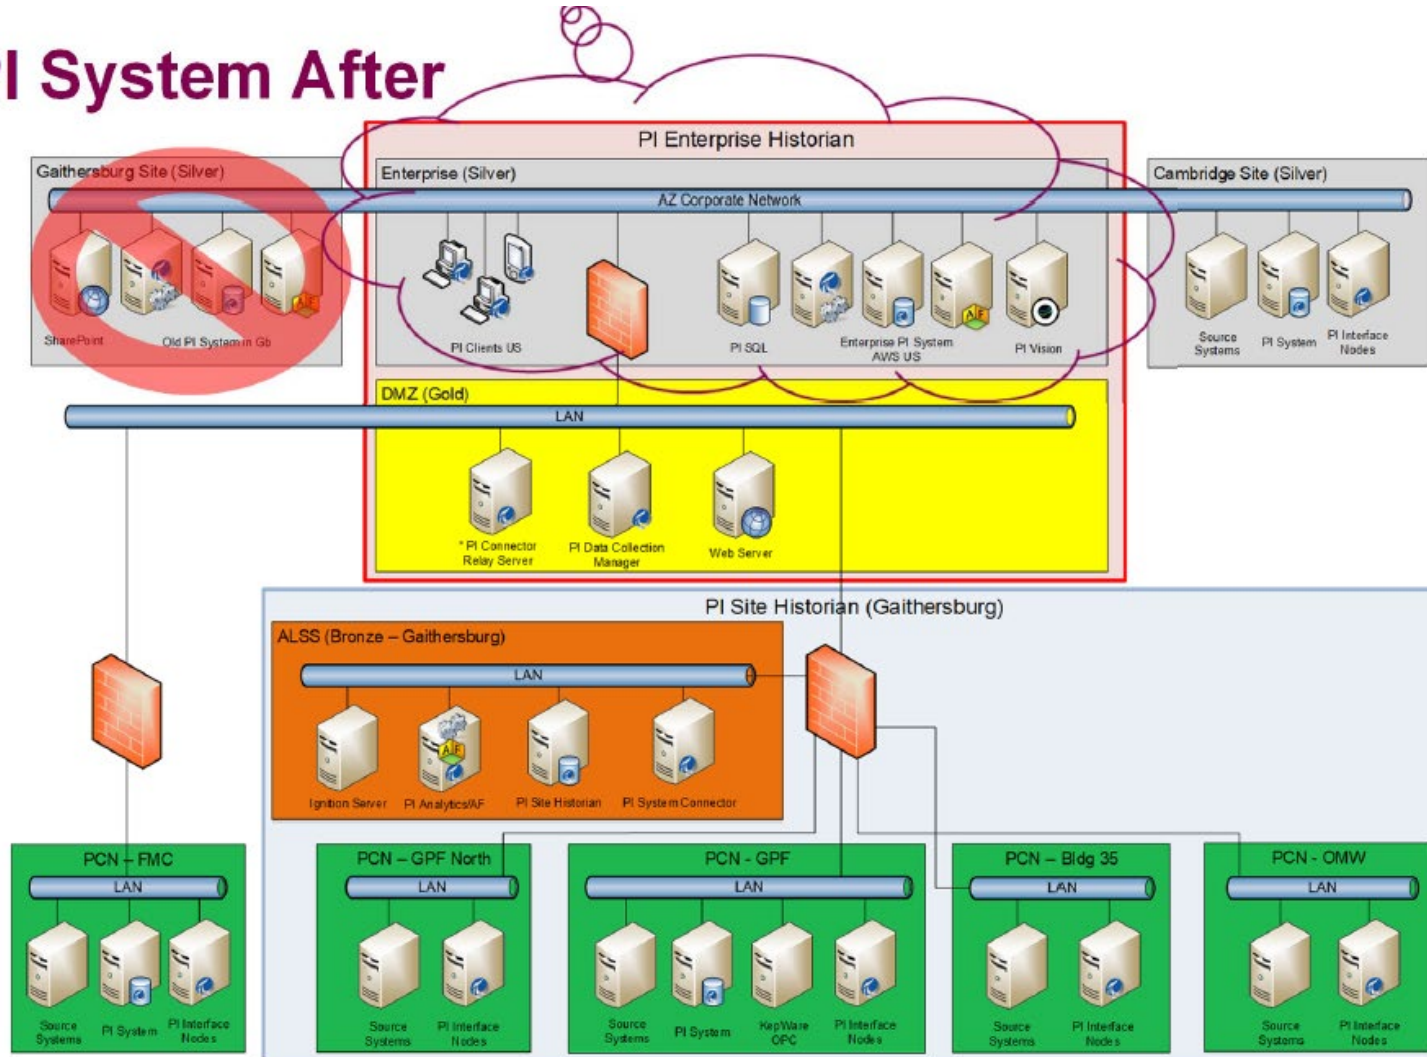 PI System After
PI Enterprise Historian
Gaithersburg Site (Silver)
Enterprise (Silver)
Cambridge Site (Silver)
AZ Corporate Network
SharePoint
Old PI System in Gb
PI Clients US
PI SQL
Enterprise PI System
AWS US
PI Vision
Source
Systems
PI System
PI Interface
Nodes
DMZ (Gold)
LAN
* PI Connector
Relay Server
PI Data Collection
Manager
Web Server
PI Site Historian (Gaithersburg)
ALSS (Bronze – Gaithersburg)
LAN
Ignition Server
PI Analytics/AF
PI Site Historian
PI System Connector
PCN – FMC
LAN
Source
Systems
PI System
PI Interface
Nodes
PCN – GPF North
LAN
Source
Systems
PI Interface
Nodes
PCN - GPF
LAN
Source
Systems
PI System
KepWare
OPC
PI Interface
Nodes
PCN – Bldg 35
LAN
Source
Systems
PI Interface
Nodes
PCN - OMW
LAN
Source
Systems
PI Interface
Nodes